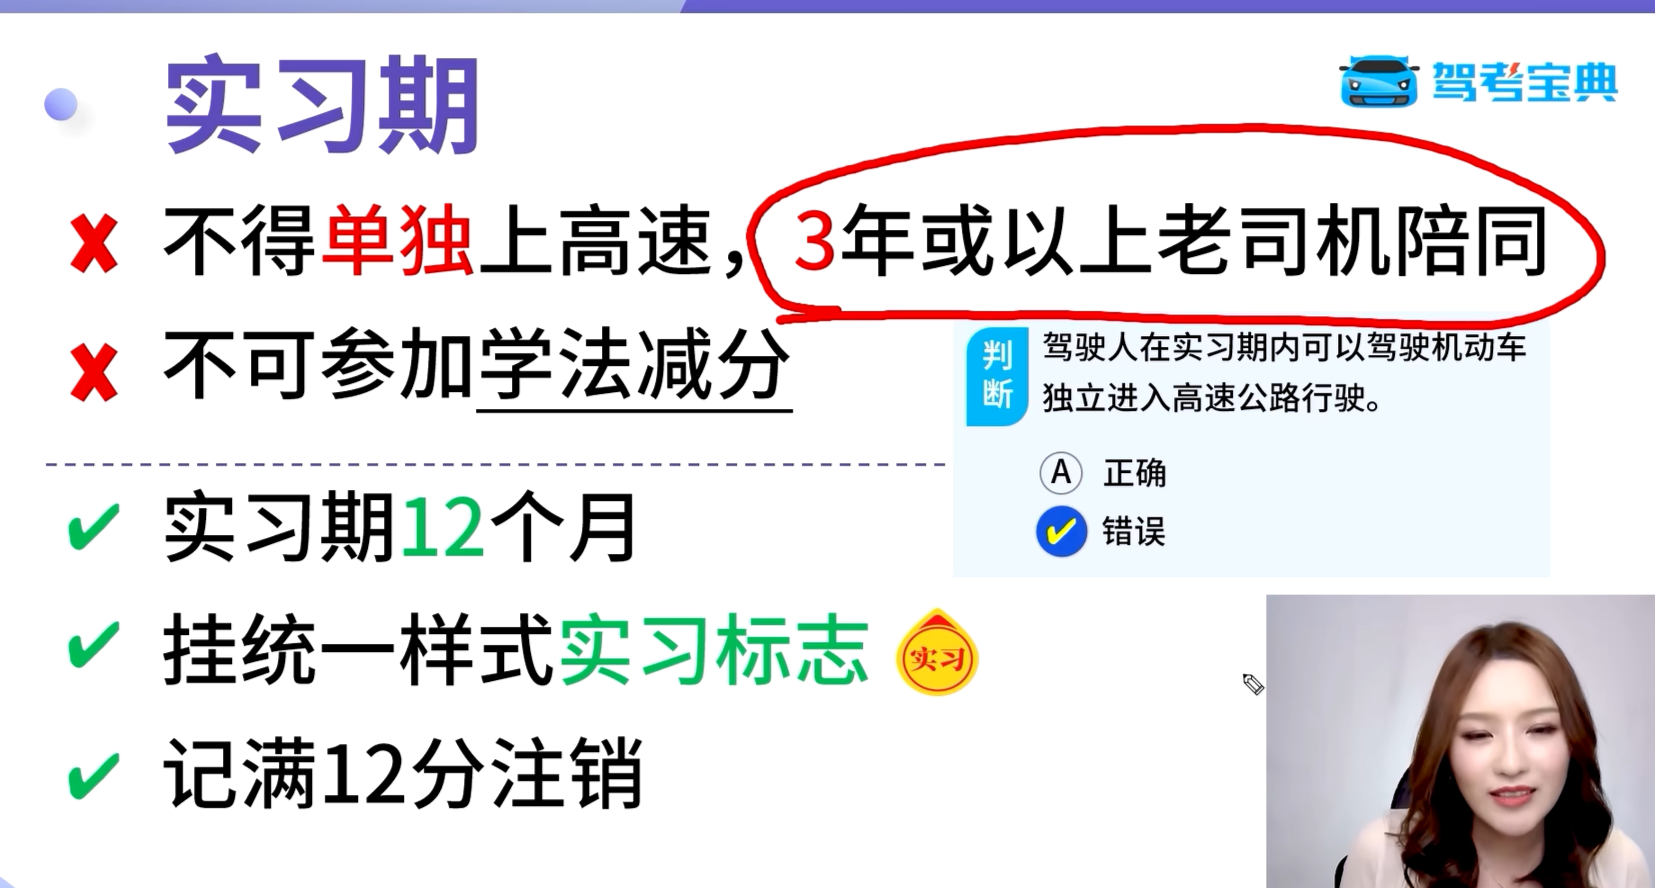 实习期
驾考宝典
不得单独上高速，3年或以上老司机陪同
不可参加学法减分
判断
驾驶人在实习期内可以驾驶机动车
独立进入高速公路行驶。
A 正确
错误
实习期12个月
挂统一样式实习标志
实习
记满12分注销